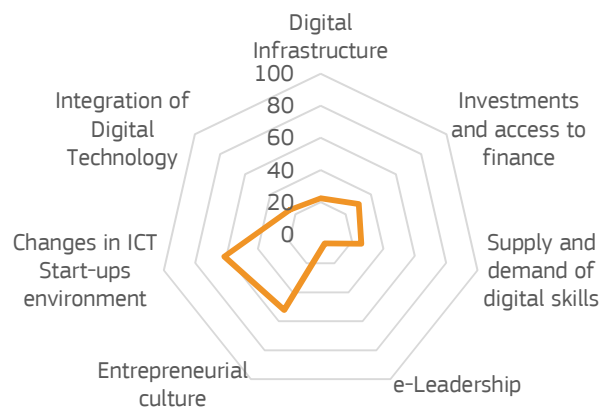 Digital
Infrastructure
100
80
60
40
20
0
Investments
and access to
finance
Supply and
demand of
digital skills
e-Leadership
Entrepreneurial
culture
Changes in ICT
Start-ups
environment
Integration of
Digital
Technology